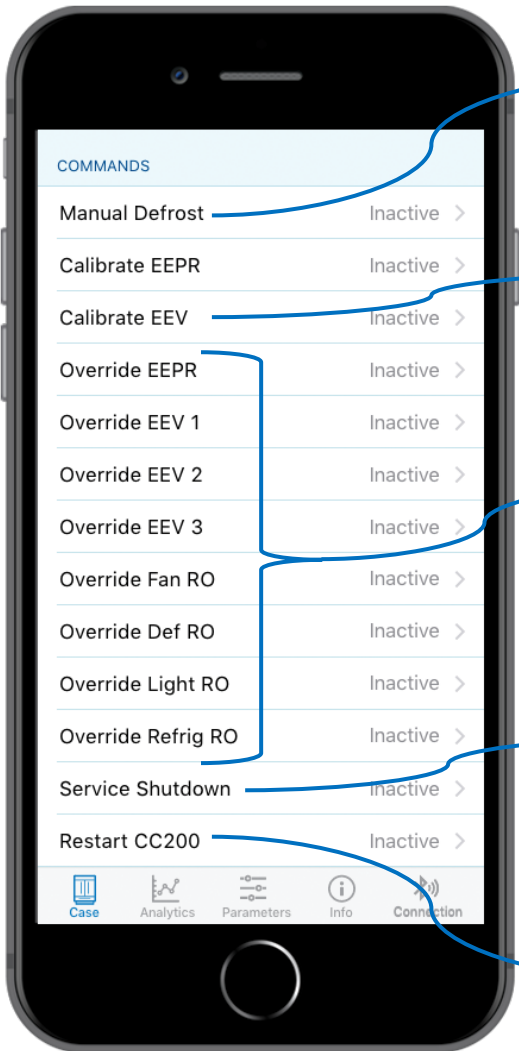 COMMANDS
Manual Defrost Inactive
Calibrate EEPR Inactive
Calibrate EEV Inactive
Override EEPR Inactive
Override EEV 1 Inactive
Override EEV 2 Inactive
Override EEV 3 Inactive
Override Fan RO Inactive
Override Def RO Inactive
Override Light RO Inactive
Override Refrig RO Inactive
Service Shutdown Inactive
Restart CC200 Inactive
Case Analytics Parameters Info Connection